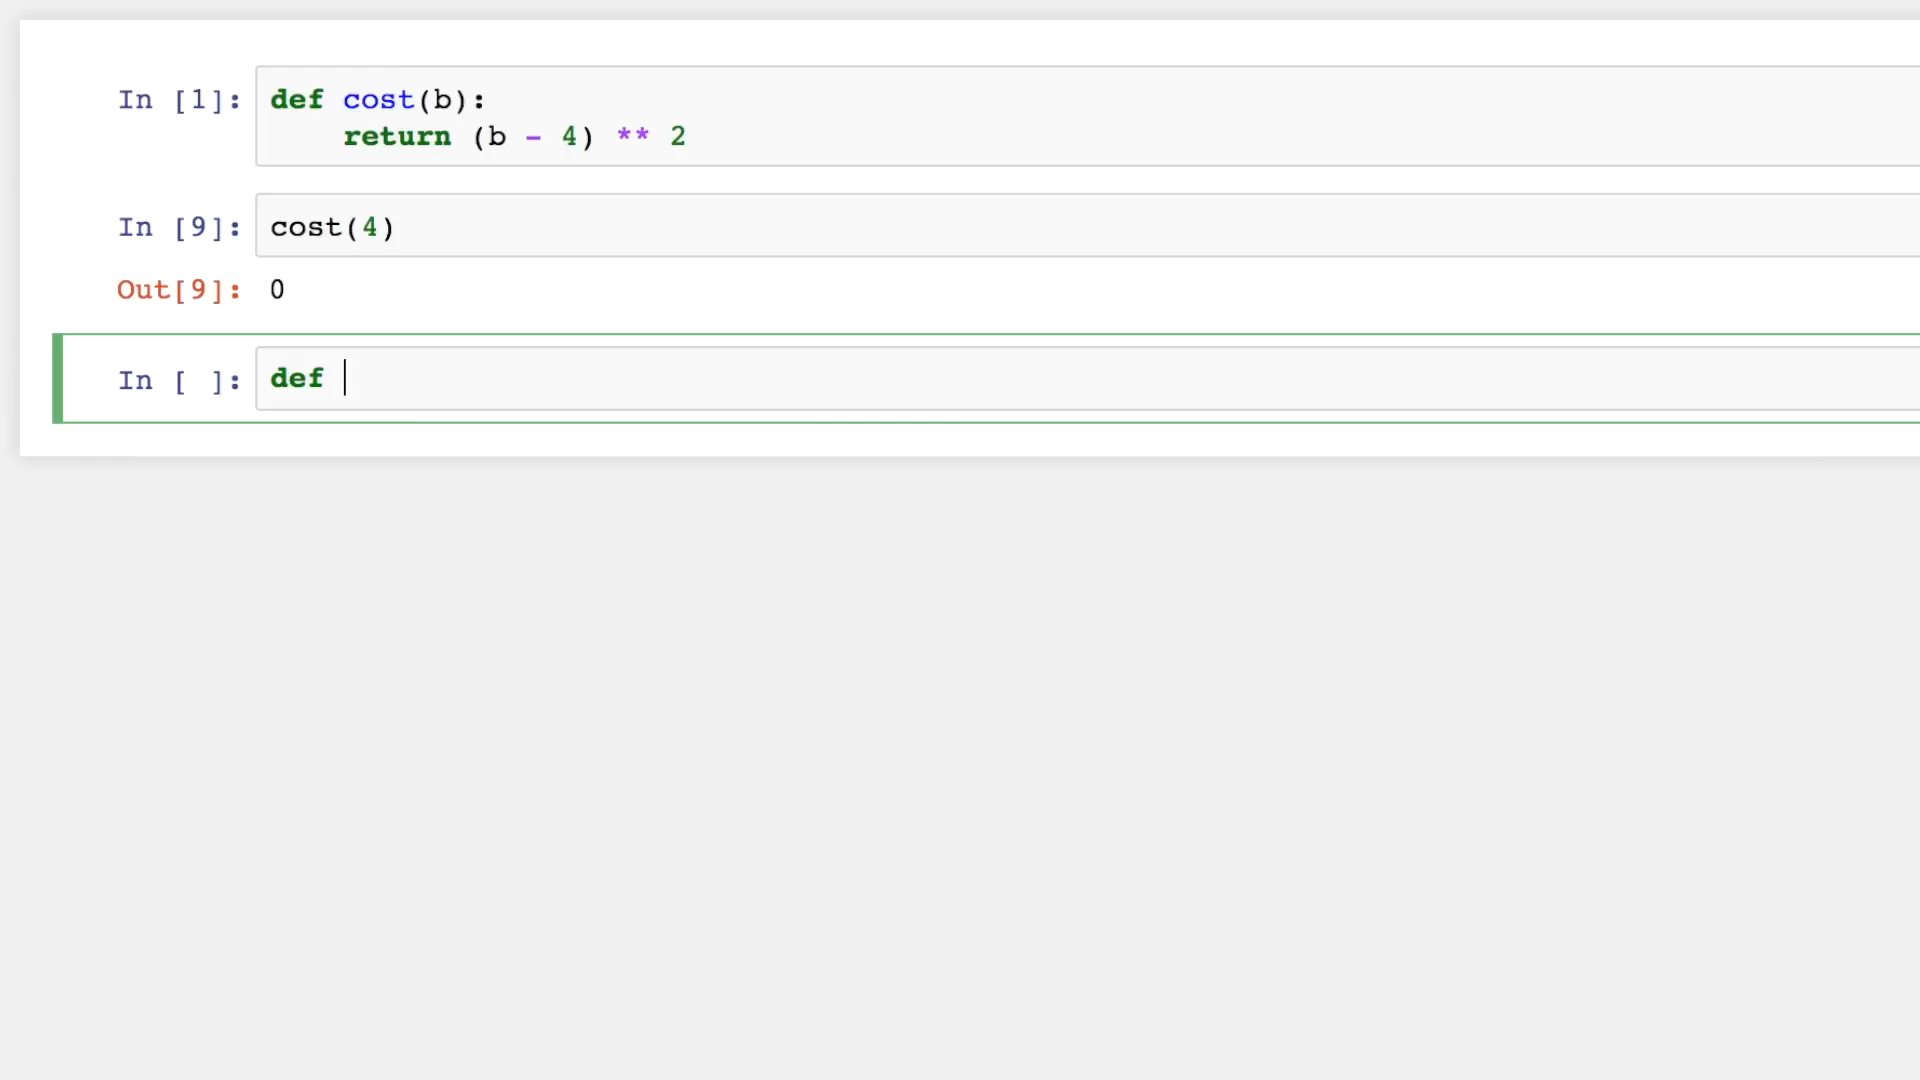 In [1]: def cost(b):
    return (b - 4) ** 2
In [9]: cost(4)
Out[9]: 0
In [ ]: def